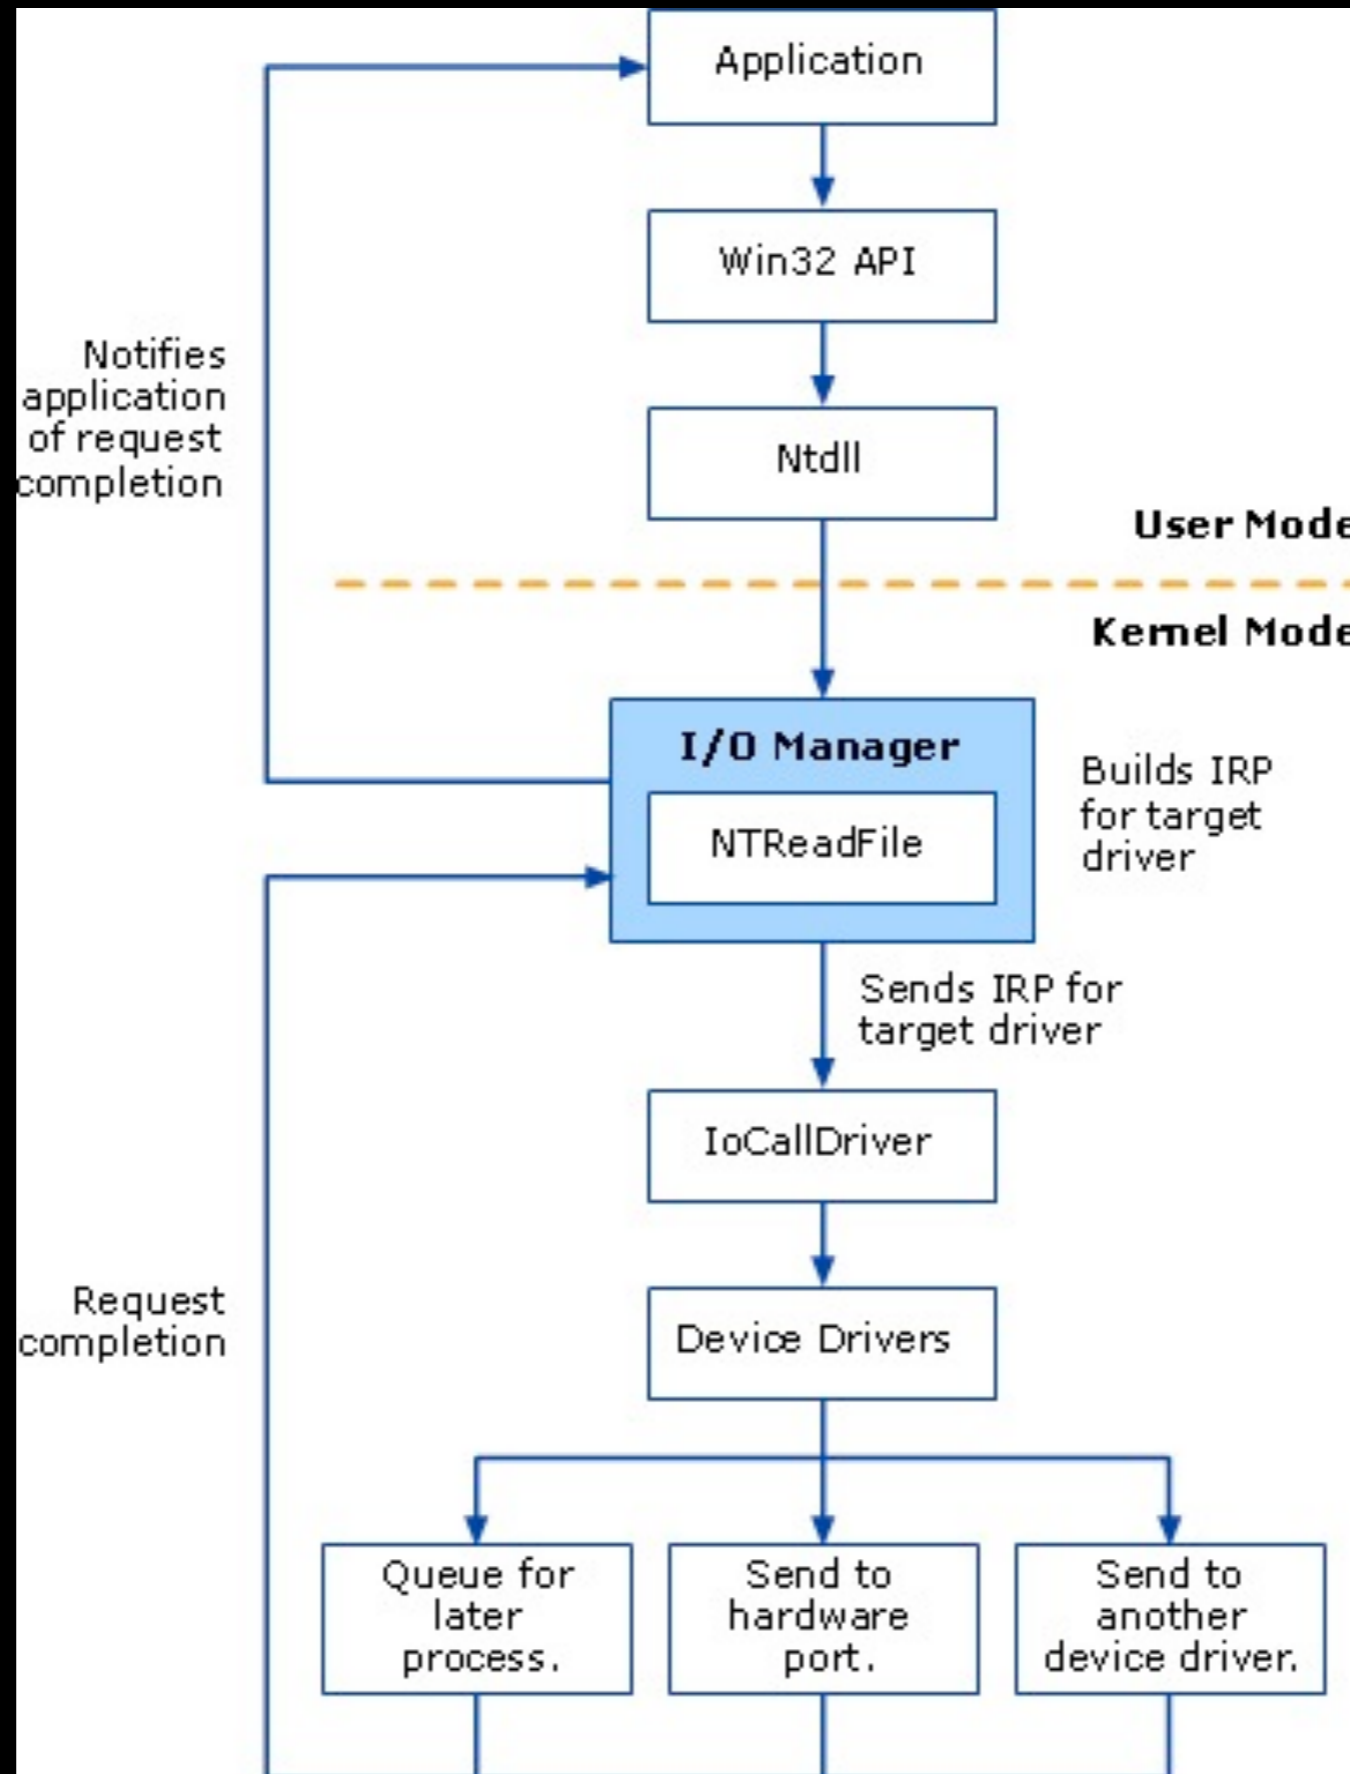 Application
Win32 API
Notifies
application
of request
completion
Ntdll
User Mode
Kernel Mode
I/O Manager
NTReadFile
Builds IRP
for target
driver
Sends IRP for
target driver
IoCallDriver
Request
completion
Device Drivers
Queue for
later
process.
Send to
hardware
port.
Send to
another
device driver.